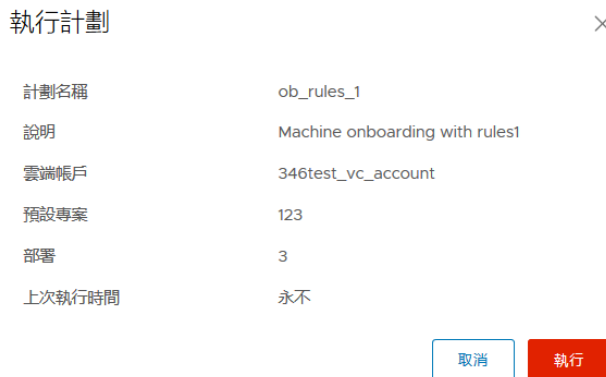 執行計劃
計劃名稱 ob_rules_1
說明 Machine onboarding with rules1
雲端帳戶 346test_vc_account
預設專案 123
部署 3
上次執行時間 永不
取消 執行